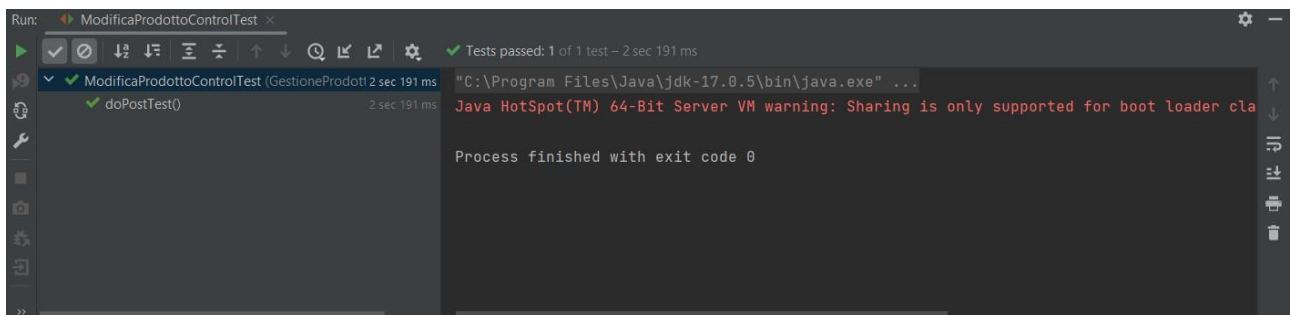 Run: ModificaProdottoControlTest
Tests passed: 1 of 1 test – 2 sec 191 ms
ModificaProdottoControlTest (GestioneProdott 2 sec 191 ms
doPostTest() 2 sec 191 ms
"C:\Program Files\Java\jdk-17.0.5\bin\java.exe" ...
Java HotSpot(TM) 64-Bit Server VM warning: Sharing is only supported for boot loader cla
Process finished with exit code 0